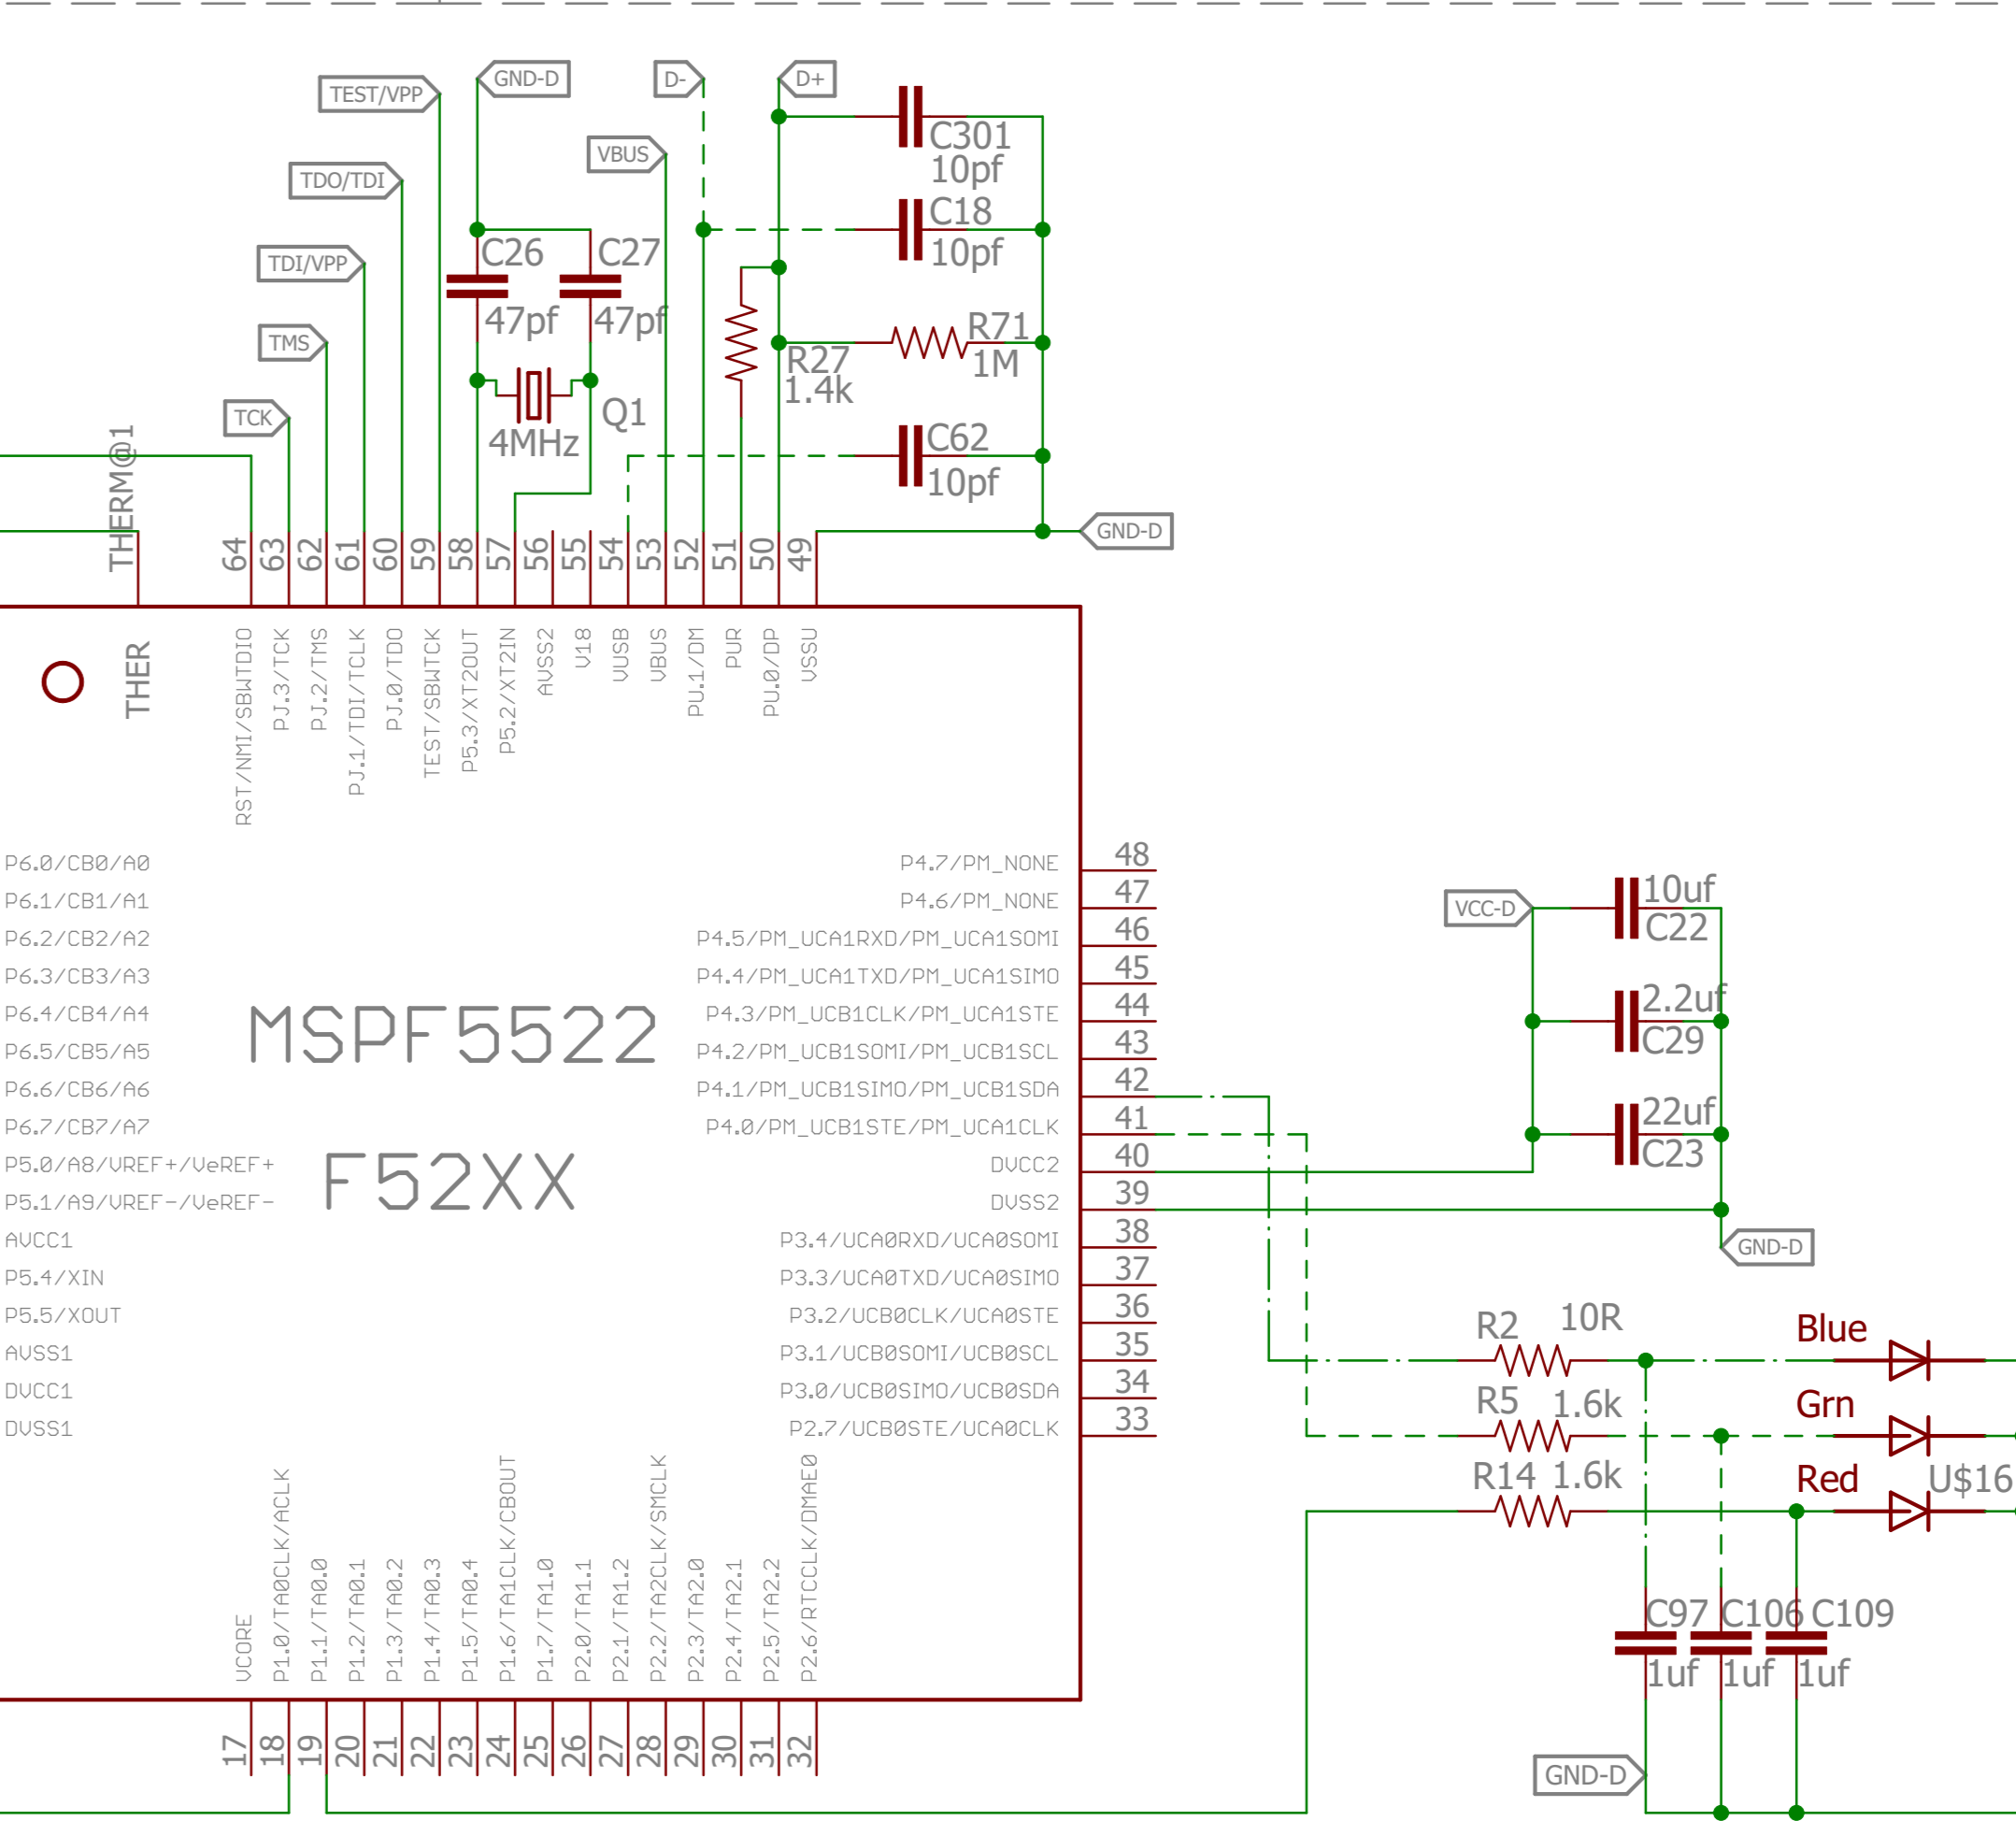 GND-D
D-
D+
TEST/VPP
VBUS
C301
10pf
TDO/TDI
C18
10pf
C26
C27
TDI/VPP
47pf
47pf
TMS
R71
1M
R27
1.4k
TCK
Q1
4MHz
C62
10pf
THERM@1
GND-D
64
63
62
61
60
59
58
57
56
55
54
53
52
51
50
49
THER
RST/NMI/SBWTDIO
PJ.3/TCK
PJ.2/TMS
PJ.1/TDI/TCLK
PJ.0/TDO
TEST/SBWTCK
P5.3/XT2OUT
P5.2/XT2IN
AVSS2
V18
VUSB
VBUS
PU.1/DM
PUR
PU.0/DP
VSSU
P6.0/CB0/A0
P6.1/CB1/A1
P6.2/CB2/A2
P6.3/CB3/A3
P6.4/CB4/A4
P6.5/CB5/A5
P6.6/CB6/A6
P6.7/CB7/A7
P5.0/A8/VREF+/VeREF+
P5.1/A9/VREF-/VeREF-
AVCC1
P5.4/XIN
P5.5/XOUT
AVSS1
DVCC1
DVSS1
MSPF5522
F52XX
P4.7/PM_NONE 48
P4.6/PM_NONE 47
P4.5/PM_UCA1RXD/PM_UCA1SOMI 46
P4.4/PM_UCA1TXD/PM_UCA1SIMO 45
P4.3/PM_UCB1CLK/PM_UCA1STE 44
P4.2/PM_UCB1SOMI/PM_UCB1SCL 43
P4.1/PM_UCB1SIMO/PM_UCB1SDA 42
P4.0/PM_UCB1STE/PM_UCA1CLK 41
DVCC2 40
DVSS2 39
P3.4/UCA0RXD/UCA0SOMI 38
P3.3/UCA0TXD/UCA0SIMO 37
P3.2/UCB0CLK/UCA0STE 36
P3.1/UCB0SOMI/UCB0SCL 35
P3.0/UCB0SIMO/UCB0SDA 34
P2.7/UCB0STE/UCA0CLK 33
VCC-D
10uf
C22
2.2uf
C29
22uf
C23
GND-D
R2 10R
Blue
R5 1.6k
Grn
R14 1.6k
Red
U$16
C97
C106
C109
1uf
1uf
1uf
GND-D
VCORE
P1.0/TA0CLK/ACLK
P1.1/TA0.0
P1.2/TA0.1
P1.3/TA0.2
P1.4/TA0.3
P1.5/TA0.4
P1.6/TA1CLK/CBOUT
P1.7/TA1.0
P2.0/TA1.1
P2.1/TA1.2
P2.2/TA2CLK/SMCLK
P2.3/TA2.0
P2.4/TA2.1
P2.5/TA2.2
P2.6/RTCCLK/DMAE0
17
18
19
20
21
22
23
24
25
26
27
28
29
30
31
32